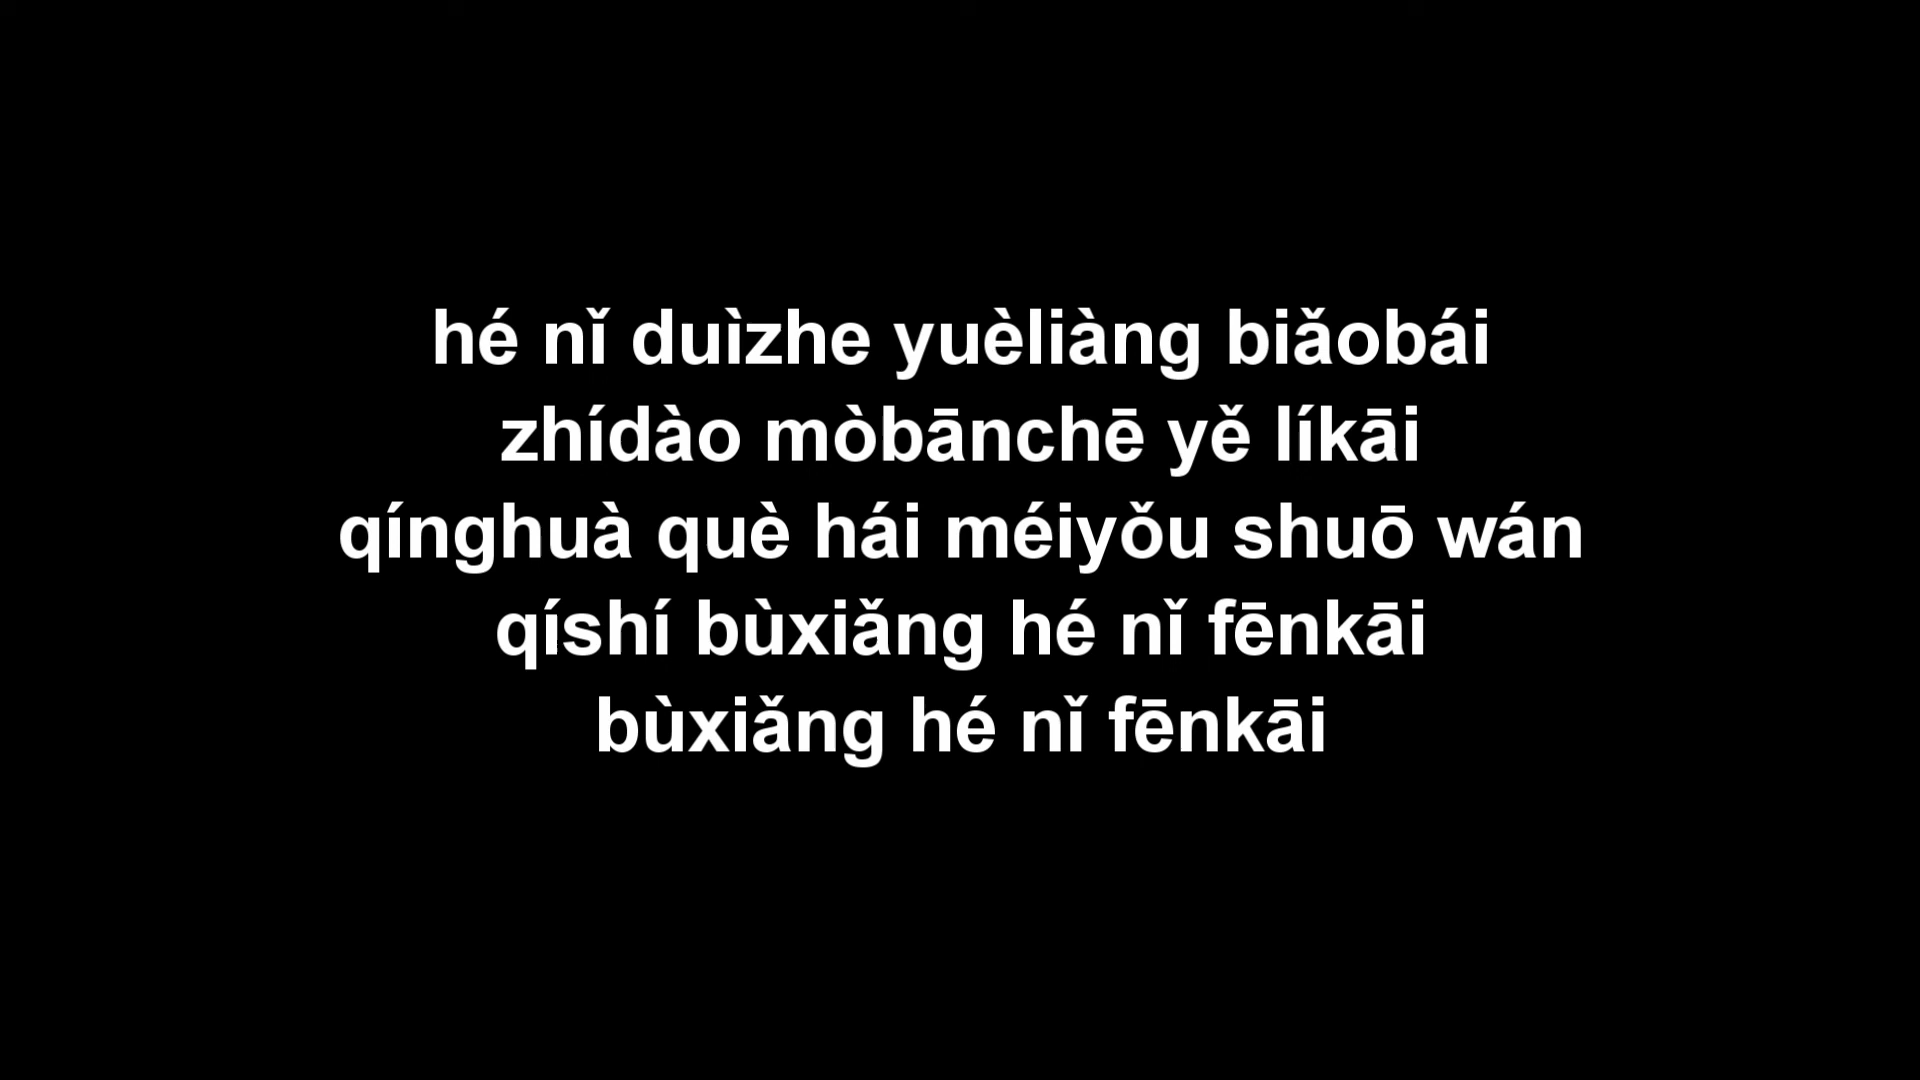 hé nǐ duìzhe yuèliàng biǎobái
zhídào mòbānchē yě líkāi
qínghuà què hái méiyǒu shuō wán
qíshí bùxiǎng hé nǐ fēnkāi
bùxiǎng hé nǐ fēnkāi